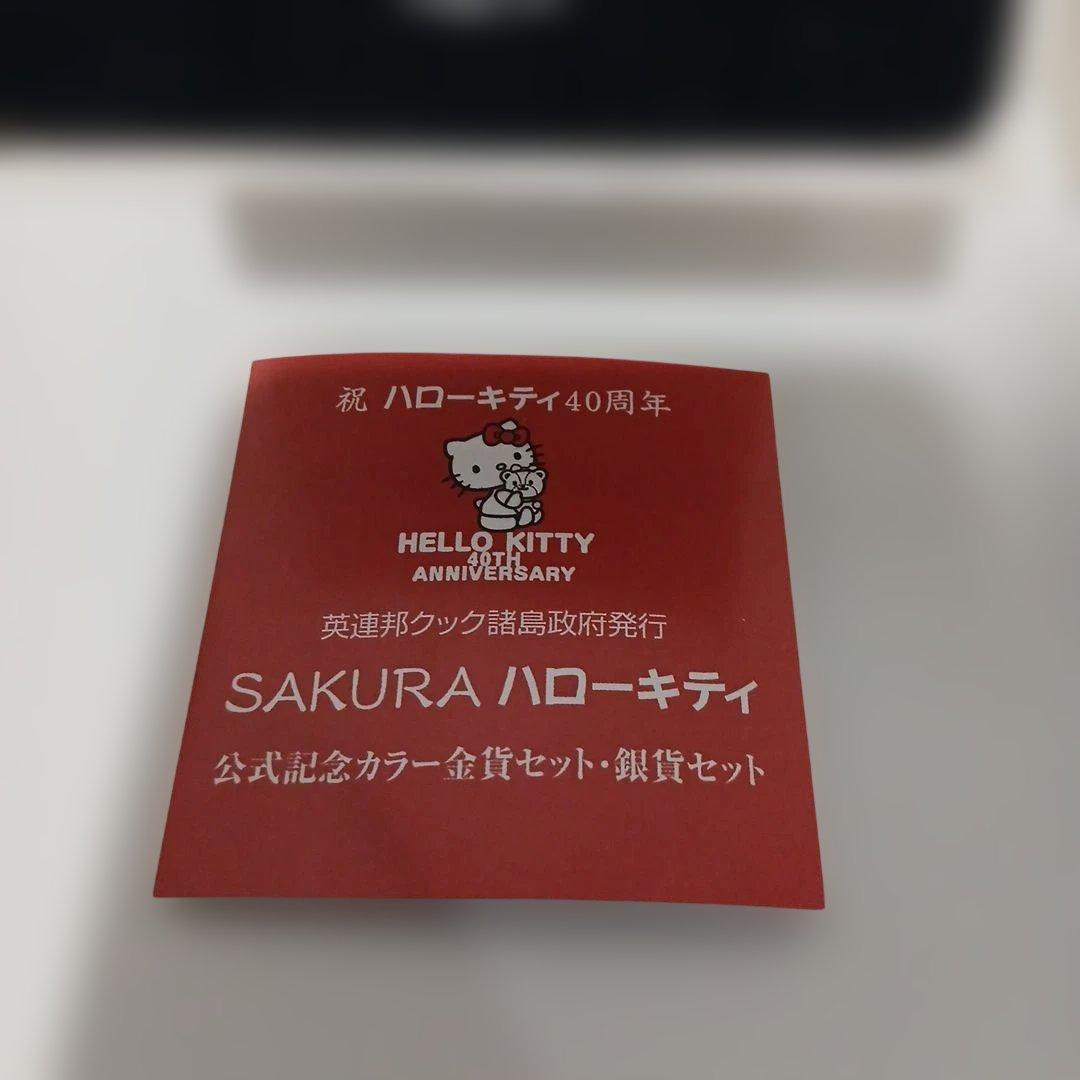 祝 ハローキティ40周年
HELLO KITTY
40TH
ANNIVERSARY
英連邦クック諸島政府発行
SAKURA ハローキティ
公式記念カラー金貨セット・銀貨セット